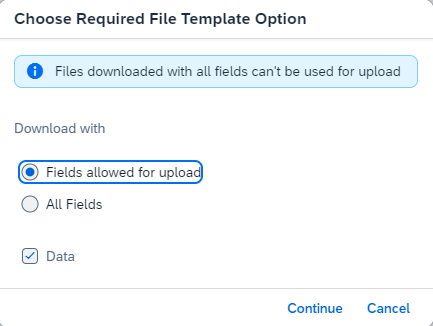 Choose Required File Template Option
Files downloaded with all fields can't be used for upload
Download with
Fields allowed for upload
All Fields
Data
Continue Cancel